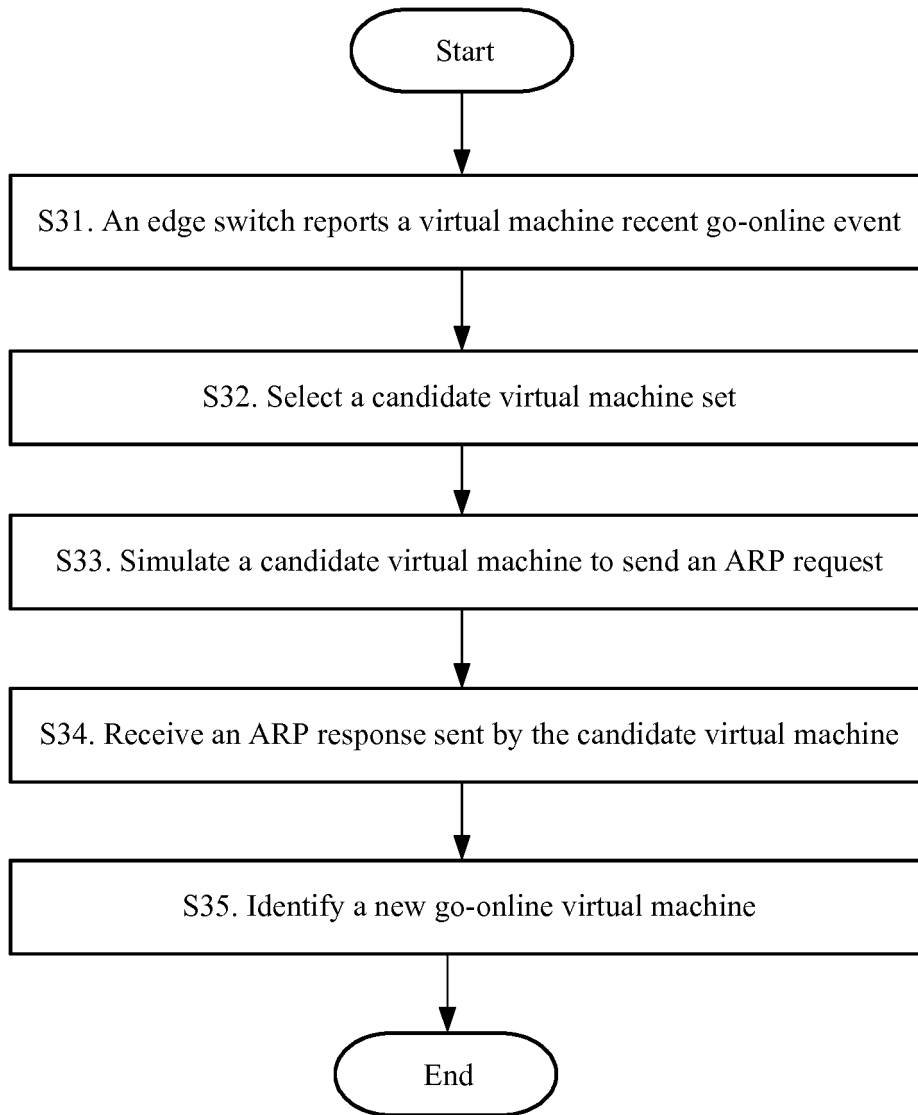 Start
S31. An edge switch reports a virtual machine recent go-online event
S32. Select a candidate virtual machine set
S33. Simulate a candidate virtual machine to send an ARP request
S34. Receive an ARP response sent by the candidate virtual machine
S35. Identify a new go-online virtual machine
End